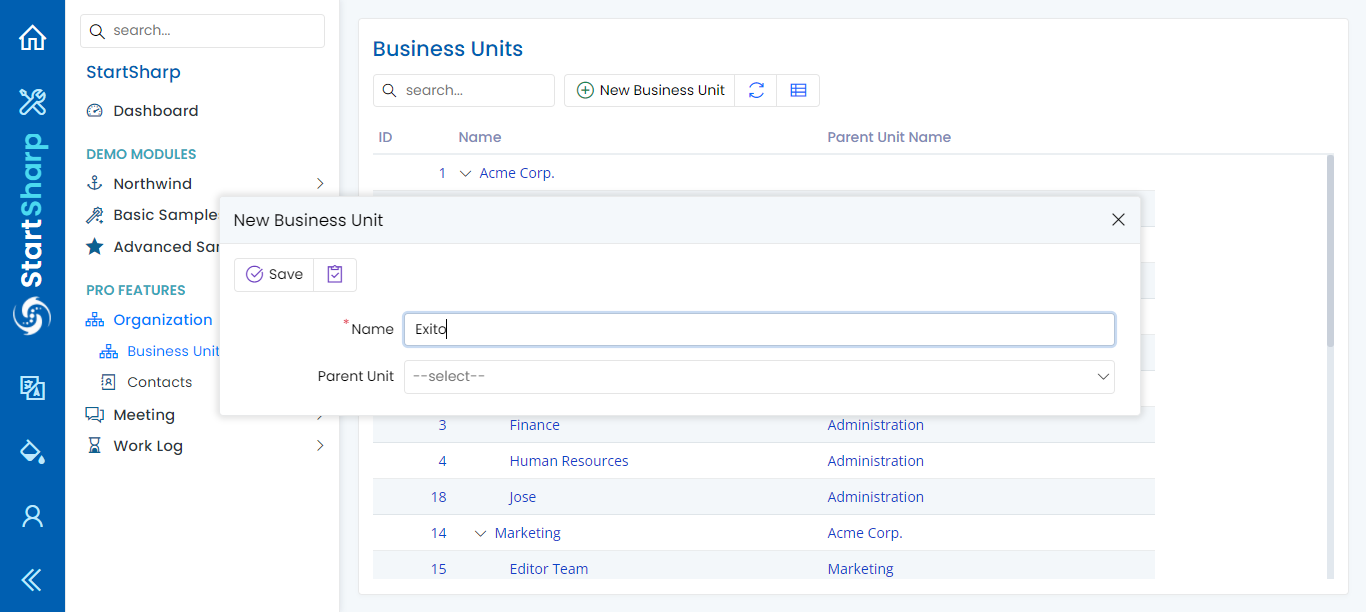 search...
StartSharp
Dashboard
DEMO MODULES
Northwind
Basic Sample
Advanced Sa
PRO FEATURES
Organization
Business Unit
Contacts
Meeting
Work Log
StartSharp
Business Units
search...
New Business Unit
ID Name Parent Unit Name
1 Acme Corp.
New Business Unit
Save
* Name Exito
Parent Unit --select--
3 Finance Administration
4 Human Resources Administration
18 Jose Administration
14 Marketing Acme Corp.
15 Editor Team Marketing